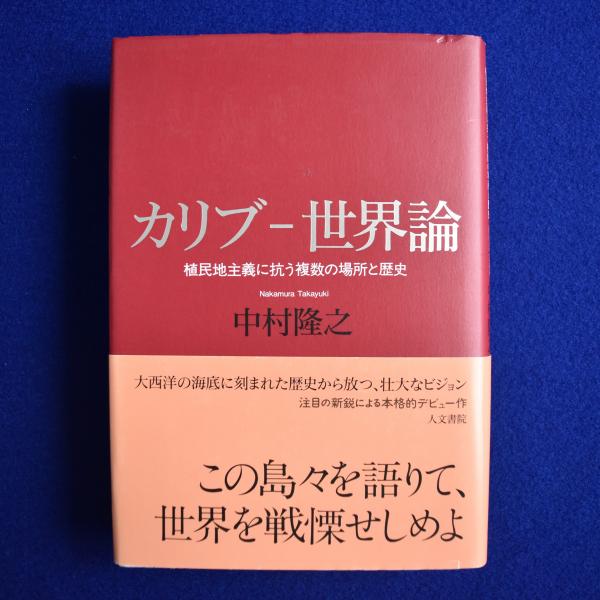 カリブ－世界論
植民地主義に抗う複数の場所と歴史
Nakamura Takayuki
中村隆之
大西洋の海底に刻まれた歴史から放つ、壮大なビジョン
注目の新鋭による本格的デビュー作
人文書院
この島々を語りて、
世界を戦慄せしめよ